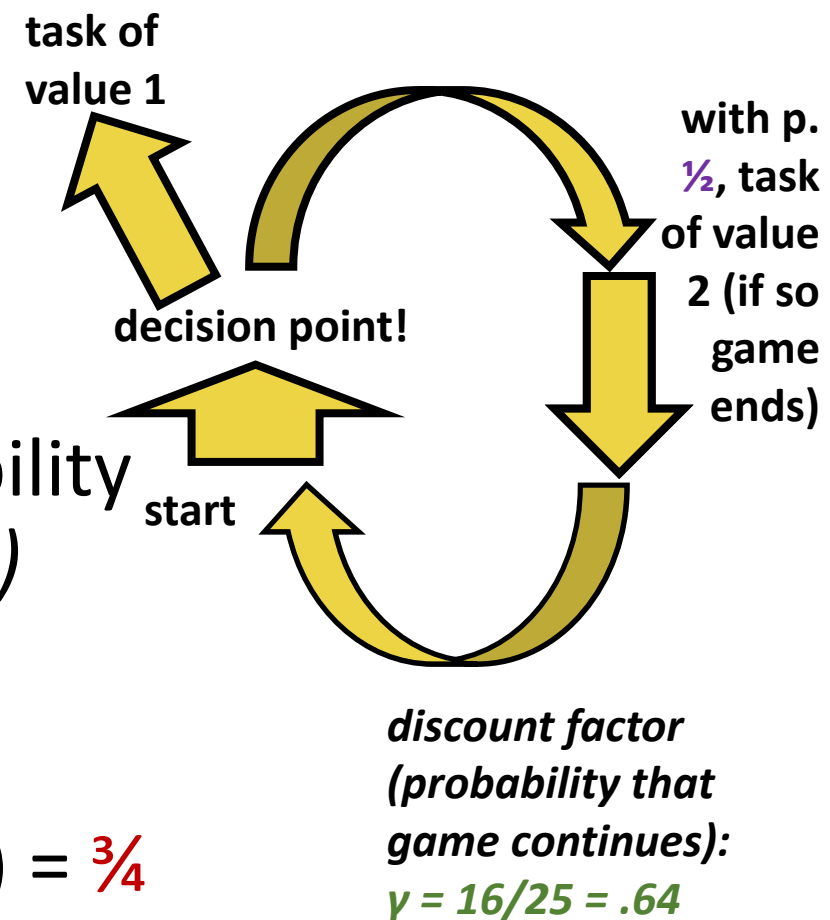 task of
value 1
with p.
½, task
of value
2 (if so
game
ends)
decision point!
start
)
discount factor
(probability that
game continues):
) = ¾
γ = 16/25 = .64